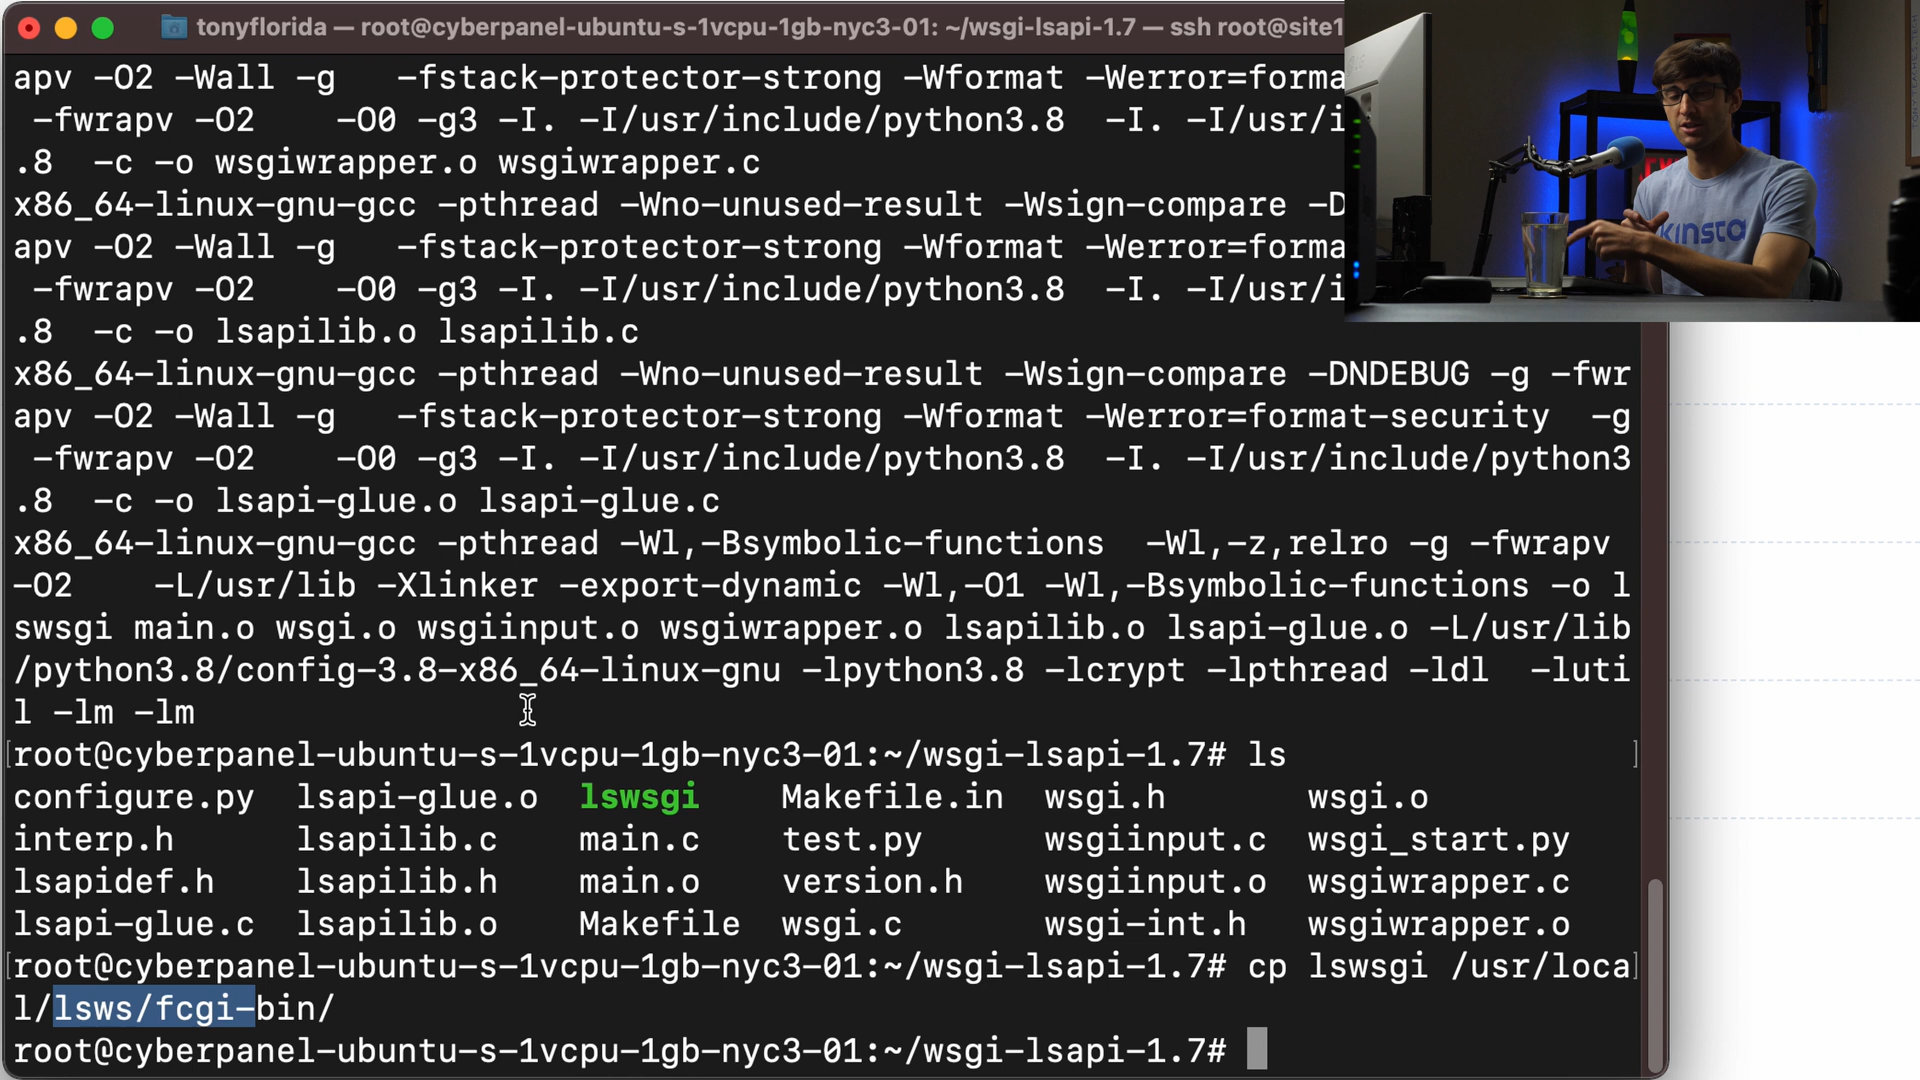 tonyflorida — root@cyberpanel-ubuntu-s-1vcpu-1gb-nyc3-01: ~/wsgi-lsapi-1.7 — ssh root@site1
apv -O2 -Wall -g   -fstack-protector-strong -Wformat -Werror=forma
-fwrapv -O2    -O0 -g3 -I. -I/usr/include/python3.8  -I. -I/usr/i
.8  -c -o wsgiwrapper.o wsgiwrapper.c
x86_64-linux-gnu-gcc -pthread -Wno-unused-result -Wsign-compare -D
apv -O2 -Wall -g   -fstack-protector-strong -Wformat -Werror=forma
-fwrapv -O2    -O0 -g3 -I. -I/usr/include/python3.8  -I. -I/usr/i
.8  -c -o lsapilib.o lsapilib.c
x86_64-linux-gnu-gcc -pthread -Wno-unused-result -Wsign-compare -DNDEBUG -g -fwr
apv -O2 -Wall -g   -fstack-protector-strong -Wformat -Werror=format-security  -g
-fwrapv -O2    -O0 -g3 -I. -I/usr/include/python3.8  -I. -I/usr/include/python3
.8  -c -o lsapi-glue.o lsapi-glue.c
x86_64-linux-gnu-gcc -pthread -Wl,-Bsymbolic-functions  -Wl,-z,relro -g -fwrapv
-O2    -L/usr/lib -Xlinker -export-dynamic -Wl,-O1 -Wl,-Bsymbolic-functions -o l
swsgi main.o wsgi.o wsgiinput.o wsgiwrapper.o lsapilib.o lsapi-glue.o -L/usr/lib
/python3.8/config-3.8-x86_64-linux-gnu -lpython3.8 -lcrypt -lpthread -ldl  -luti
l -lm -lm
[root@cyberpanel-ubuntu-s-1vcpu-1gb-nyc3-01:~/wsgi-lsapi-1.7# ls ]
configure.py  lsapi-glue.o  lswsgi    Makefile.in  wsgi.h       wsgi.o
interp.h      lsapilib.c    main.c    test.py      wsgiinput.c  wsgi_start.py
lsapidef.h    lsapilib.h    main.o    version.h    wsgiinput.o  wsgiwrapper.c
lsapi-glue.c  lsapilib.o    Makefile  wsgi.c       wsgi-int.h   wsgiwrapper.o
[root@cyberpanel-ubuntu-s-1vcpu-1gb-nyc3-01:~/wsgi-lsapi-1.7# cp lswsgi /usr/loca]
l/lsws/fcgi-bin/
root@cyberpanel-ubuntu-s-1vcpu-1gb-nyc3-01:~/wsgi-lsapi-1.7#
KINSTA